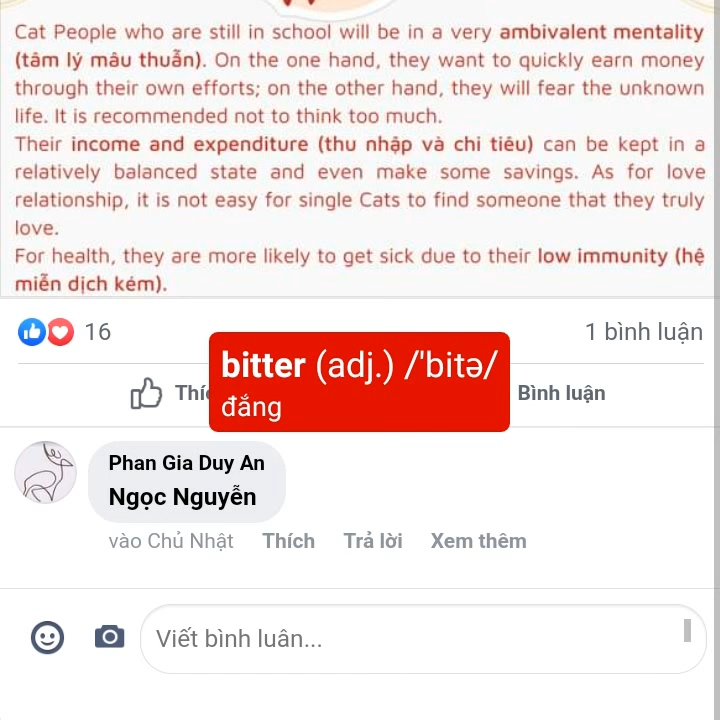 Cat People who are still in school will be in a very ambivalent mentality
(tâm lý mâu thuẫn). On the one hand, they want to quickly earn money
through their own efforts; on the other hand, they will fear the unknown
life. It is recommended not to think too much.
Their income and expenditure (thu nhập và chi tiêu) can be kept in a
relatively balanced state and even make some savings. As for love
relationship, it is not easy for single Cats to find someone that they truly
love.
For health, they are more likely to get sick due to their low immunity (hệ
miễn dịch kém).
16
1 bình luận
bitter (adj.) /'bitə/
đắng
Bình luận
Phan Gia Duy An
Ngọc Nguyễn
vào Chủ Nhật Thích Trả lời Xem thêm
Viết bình luân...